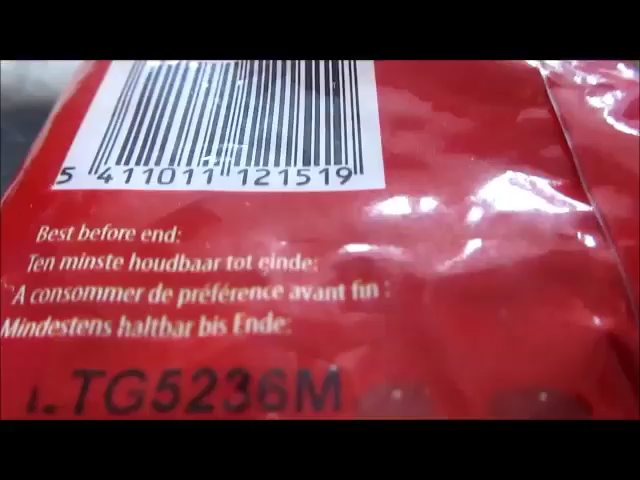 5 411011 121519
Best before end:
Ten minste houdbaar tot einde:
A consommer de préférence avant fin :
Mindestens haltbar bis Ende:
TG5236M